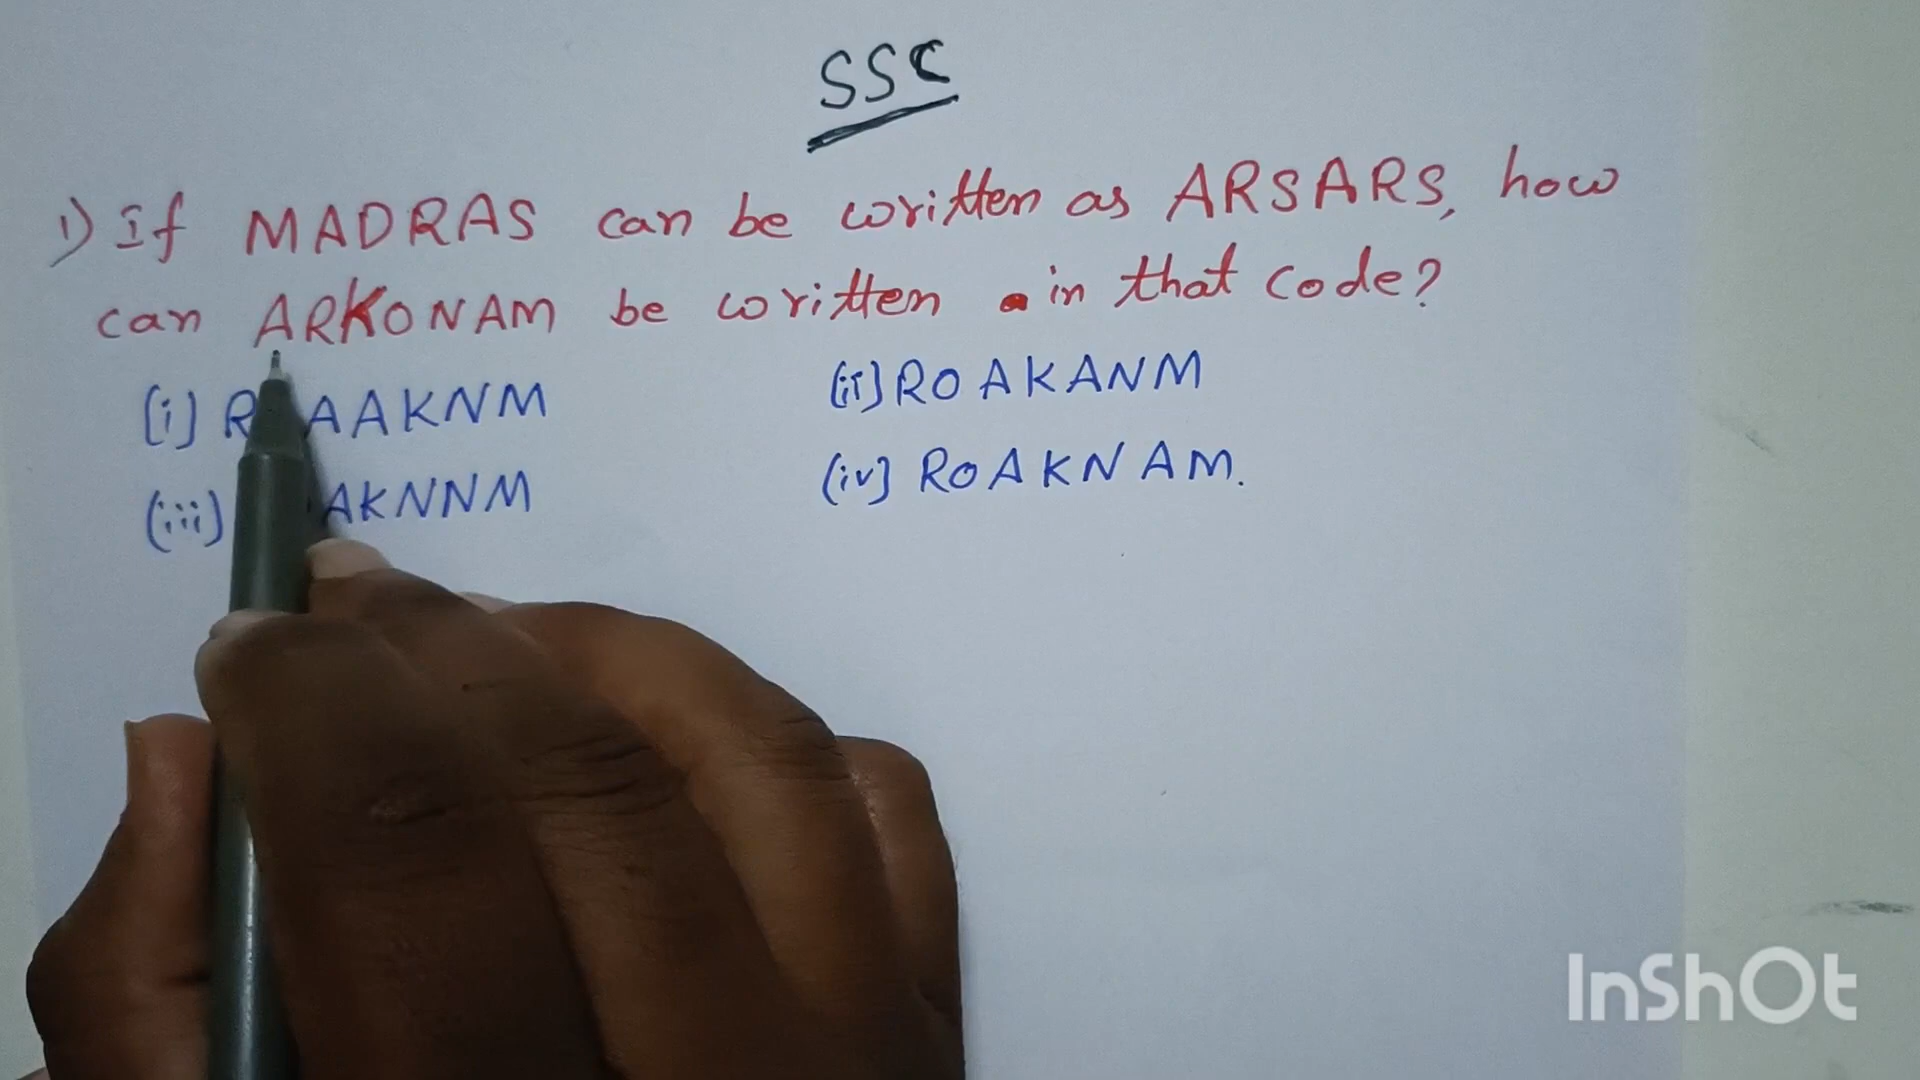 SSC
1) If MADRAS can be written as ARSARS, how
can ARKONAM be written in that code?
(i) R AAKNM (ii) ROAKANM
(iii) AKNNM (iv) ROAKNAM.
InShOt